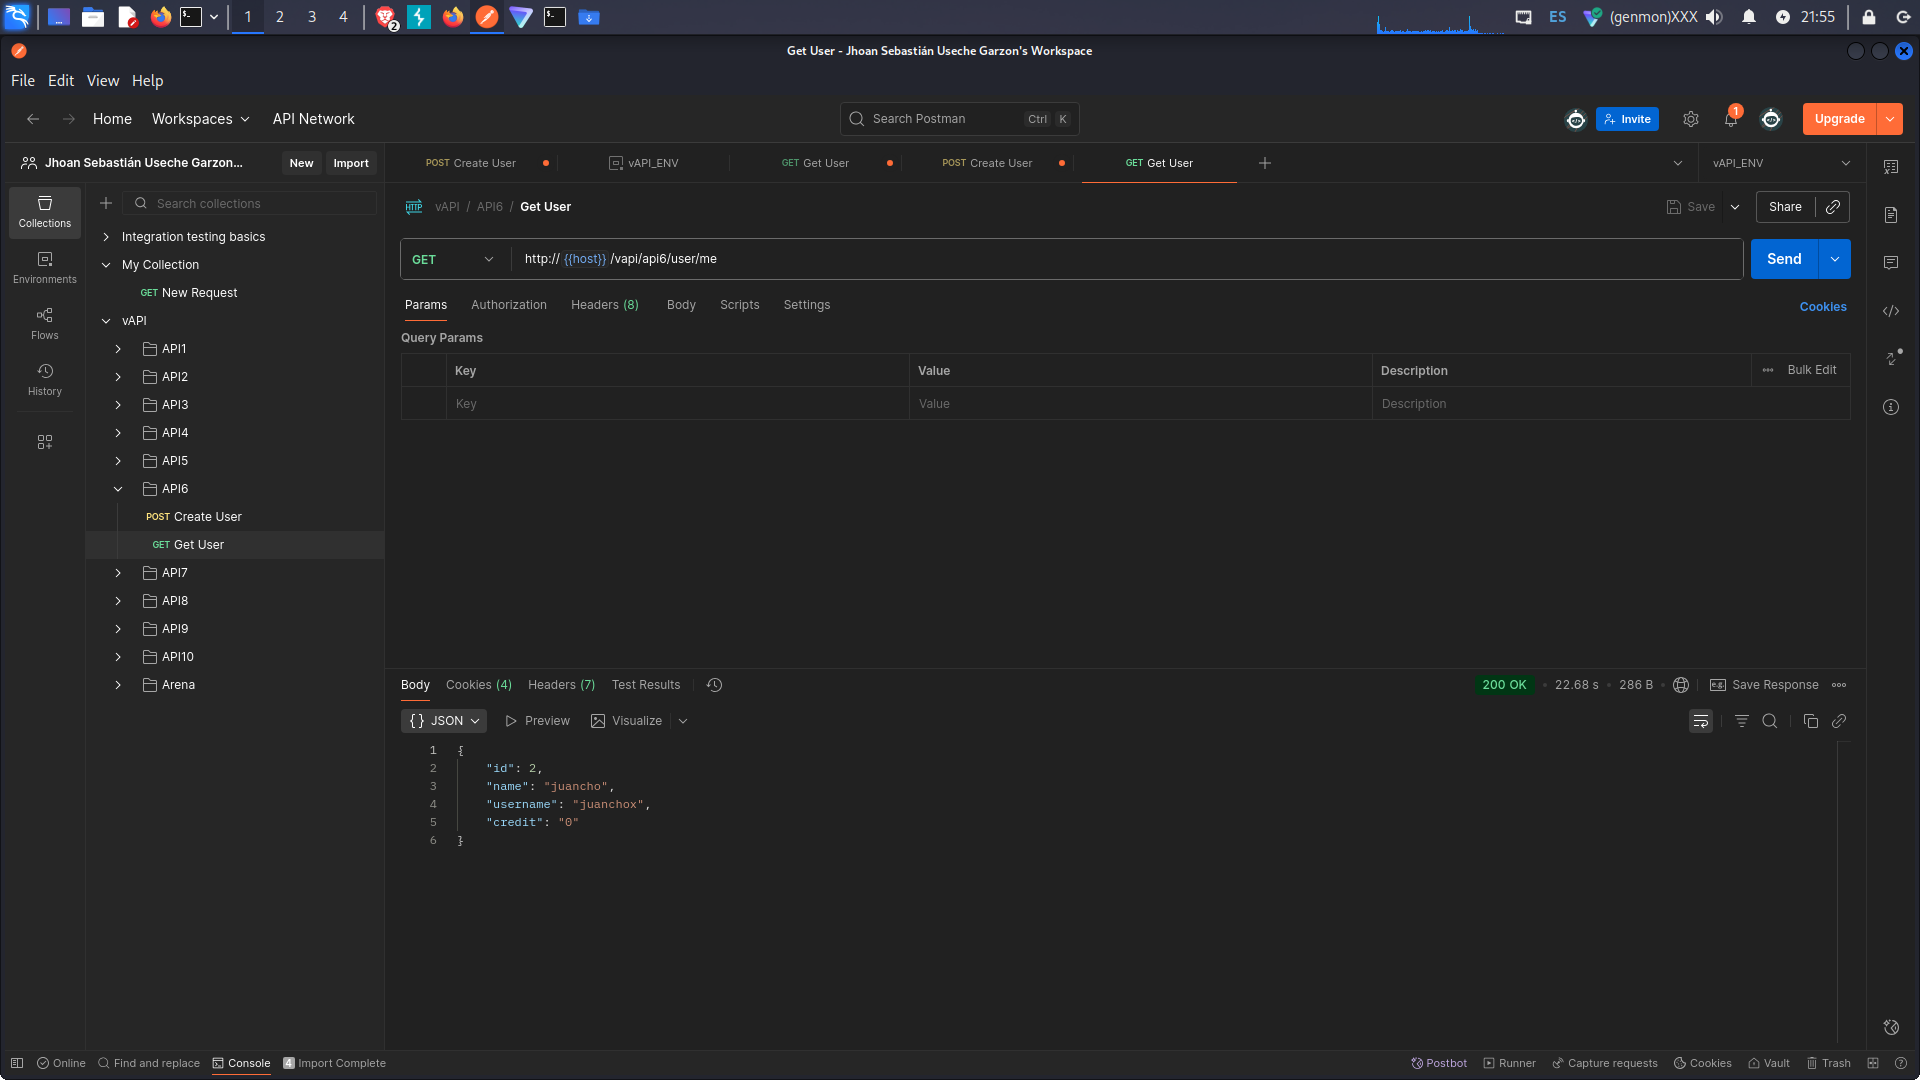 1 2 3 4 2 ES (genmon)XXX 21:55
Get User - Jhoan Sebastián Useche Garzon's Workspace
File Edit View Help
Home Workspaces API Network Search Postman Ctrl K Invite 1 Upgrade
Jhoan Sebastián Useche Garzon... New Import POST Create User vAPI_ENV GET Get User POST Create User GET Get User vAPI_ENV
Collections
Environments
Flows
History
Search collections
Integration testing basics
My Collection
GET New Request
vAPI
API1
API2
API3
API4
API5
API6
POST Create User
GET Get User
API7
API8
API9
API10
Arena
HTTP vAPI / API6 / Get User Save Share
GET http:// {{host}} /vapi/api6/user/me Send
Params Authorization Headers (8) Body Scripts Settings Cookies
Query Params
Key Value Description Bulk Edit
Key Value Description
Body Cookies (4) Headers (7) Test Results 200 OK 22.68 s 286 B e.g. Save Response
{} JSON Preview Visualize
1 {
2 "id": 2,
3 "name": "juancho",
4 "username": "juanchox",
5 "credit": "0"
6 }
Online Find and replace Console 4 Import Complete Postbot Runner Capture requests Cookies Vault Trash